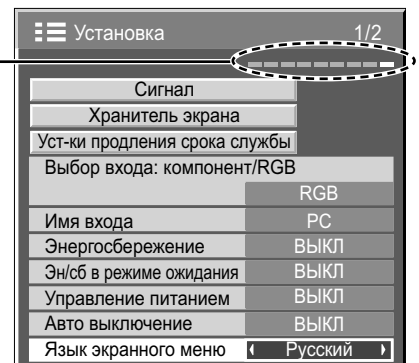 Установка 1/2
Сигнал
Хранитель экрана
Уст-ки продления срока службы
Выбор входа: компонент/RGB
RGB
Имя входа PC
Энергосбережение ВЫКЛ
Эн/сб в режиме ожидания ВЫКЛ
Управление питанием ВЫКЛ
Авто выключение ВЫКЛ
Язык экранного меню Русский